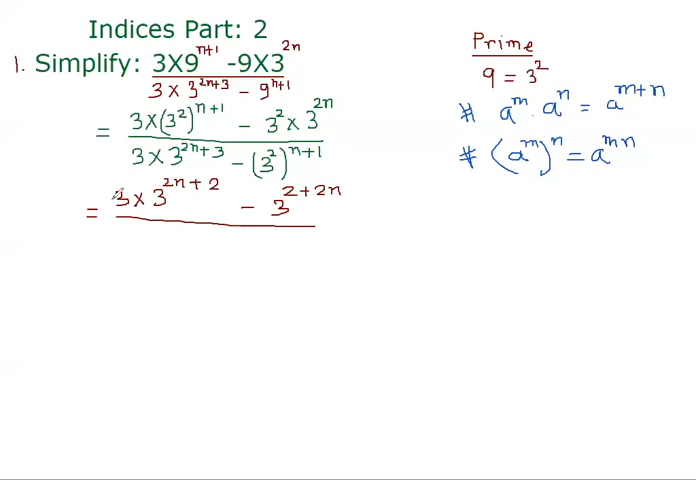 Indices Part: 2
1. Simplify: 3X9^{n+1} -9X3^{2n}
3 x 3^{2n+3} - 9^{n+1}
= 3x(3^2)^{n+1} - 3^2 x 3^{2n}
3 x 3^{2n+3} - (3^2)^{n+1}
= 3 x 3^{2n+2} - 3^{2+2n}
Prime
9 = 3^2
# a^m . a^n = a^{m+n}
# (a^m)^n = a^{mn}